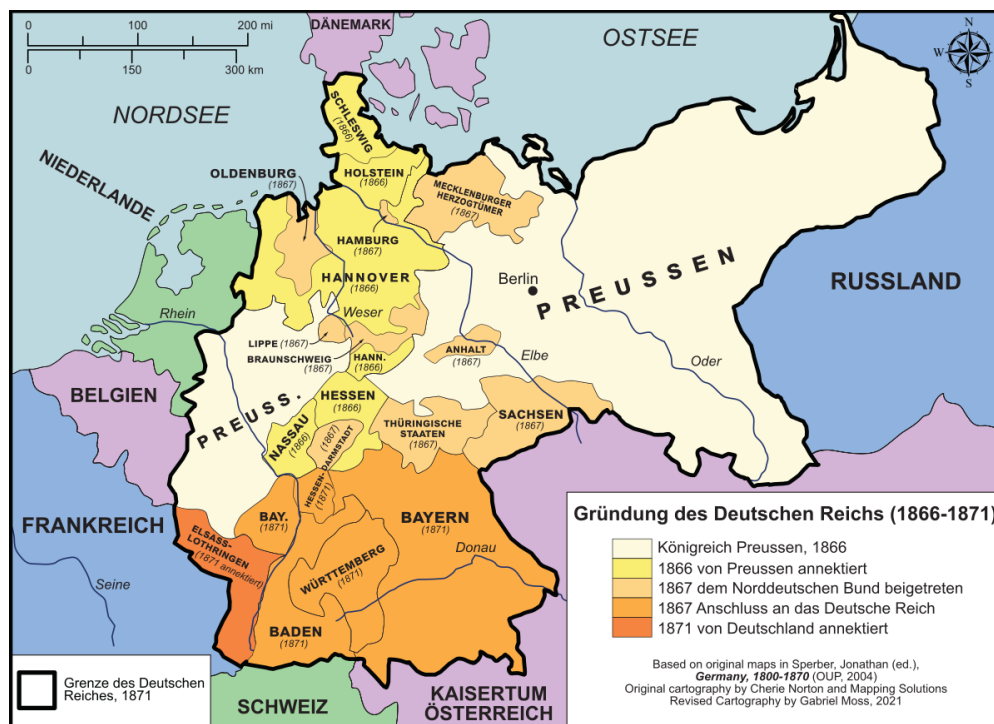 0 100 200 mi
0 150 300 km
DÄNEMARK
OSTSEE
N
W E
S
NORDSEE
SCHLESWIG
(1866)
NIEDERLANDE
OLDENBURG
(1867)
HOLSTEIN
(1866)
MECKLENBURGER
HERZOGTÜMER
(1867)
HAMBURG
(1867)
HANNOVER
(1866)
Berlin
PREUSSEN
RUSSLAND
Rhein
Weser
LIPPE (1867)
BRAUNSCHWEIG
(1867)
HANN.
(1866)
ANHALT
(1867)
Elbe
Oder
BELGIEN
PREUSS.
HESSEN
(1866)
NASSAU
(1866)
THÜRINGISCHE
STAATEN
(1867)
SACHSEN
(1867)
(1867)
HESSEN-DARMSTADT
(1871)
FRANKREICH
ELSASS-
LOTHRINGEN
(1871 annektiert)
BAY.
(1871)
BAYERN
(1871)
Seine
WÜRTTEMBERG
(1871)
Donau
BADEN
(1871)
SCHWEIZ
KAISERTUM
ÖSTERREICH
Grenze des Deutschen
Reiches, 1871
Gründung des Deutschen Reichs (1866-1871)
Königreich Preussen, 1866
1866 von Preussen annektiert
1867 dem Norddeutschen Bund beigetreten
1867 Anschluss an das Deutsche Reich
1871 von Deutschland annektiert
Based on original maps in Sperber, Jonathan (ed.),
Germany, 1800-1870 (OUP, 2004)
Original cartography by Cherie Norton and Mapping Solutions
Revised Cartography by Gabriel Moss, 2021